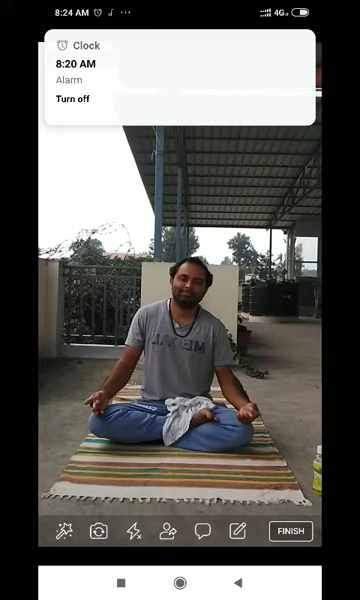 8:24 AM
4G
Clock
8:20 AM
Alarm
Turn off
FINISH